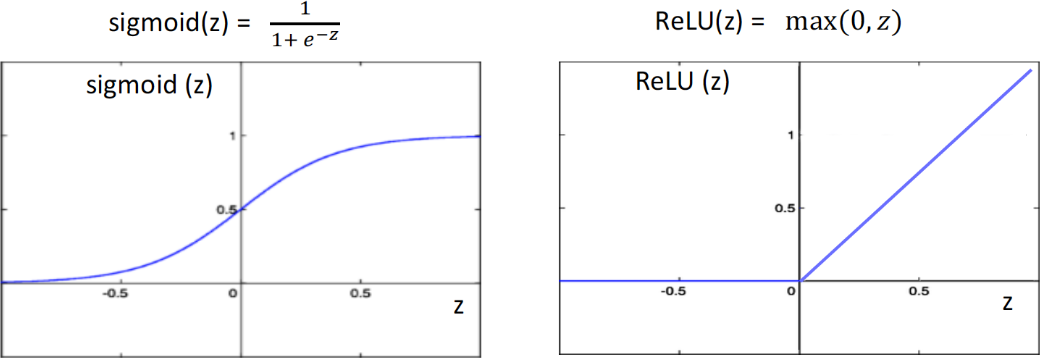 sigmoid(z) = 1 / 1+ e^−z
sigmoid (z)
1
0.5
-0.5
0
0.5
z
ReLU(z) = max(0, z)
ReLU (z)
1
0.5
-0.5
0
0.5
z